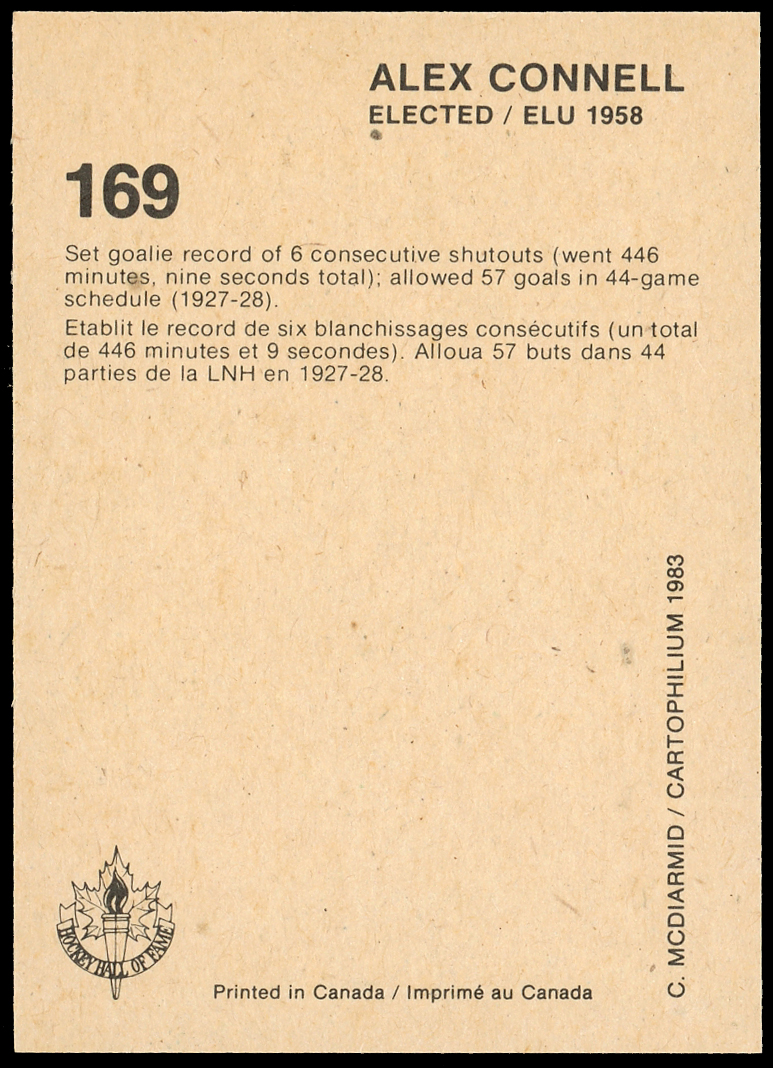 ALEX CONNELL
ELECTED / ELU 1958
169
Set goalie record of 6 consecutive shutouts (went 446
minutes, nine seconds total); allowed 57 goals in 44-game
schedule (1927-28).
Etablit le record de six blanchissages consécutifs (un total
de 446 minutes et 9 secondes). Alloua 57 buts dans 44
parties de la LNH en 1927-28.
C. MCDIARMID / CARTOPHILIUM 1983
HOCKEY HALL OF FAME
Printed in Canada / Imprimé au Canada